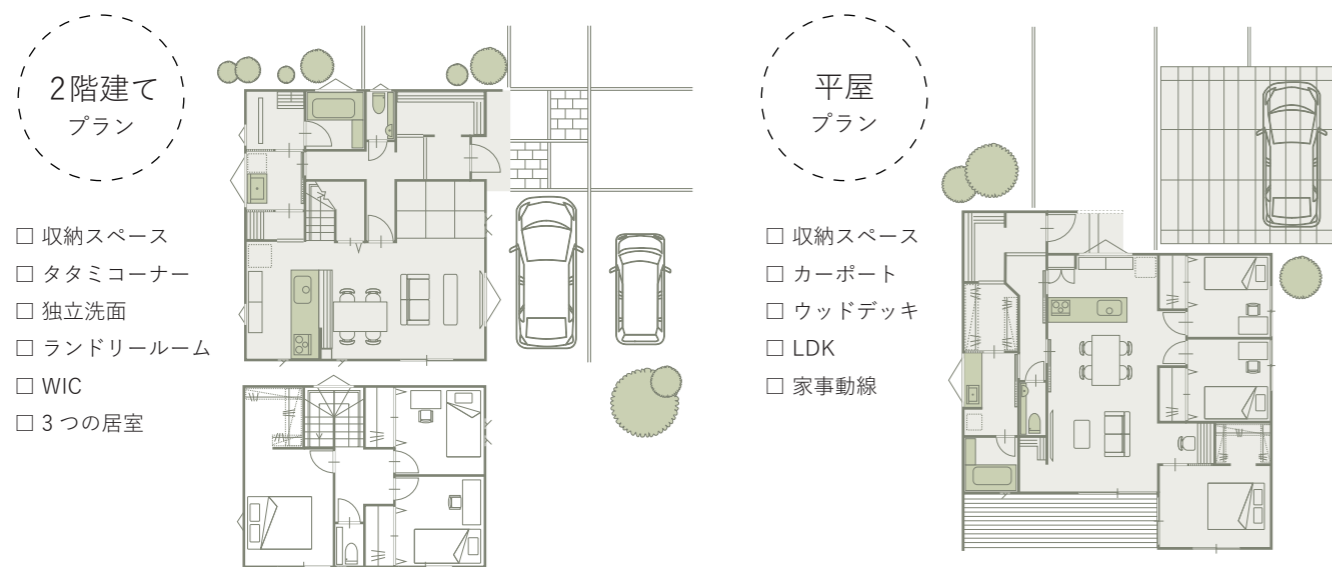 2階建て
プラン
□ 収納スペース
□ タタミコーナー
□ 独立洗面
□ ランドリールーム
□ WIC
□ 3つの居室
平屋
プラン
□ 収納スペース
□ カーポート
□ ウッドデッキ
□ LDK
□ 家事動線